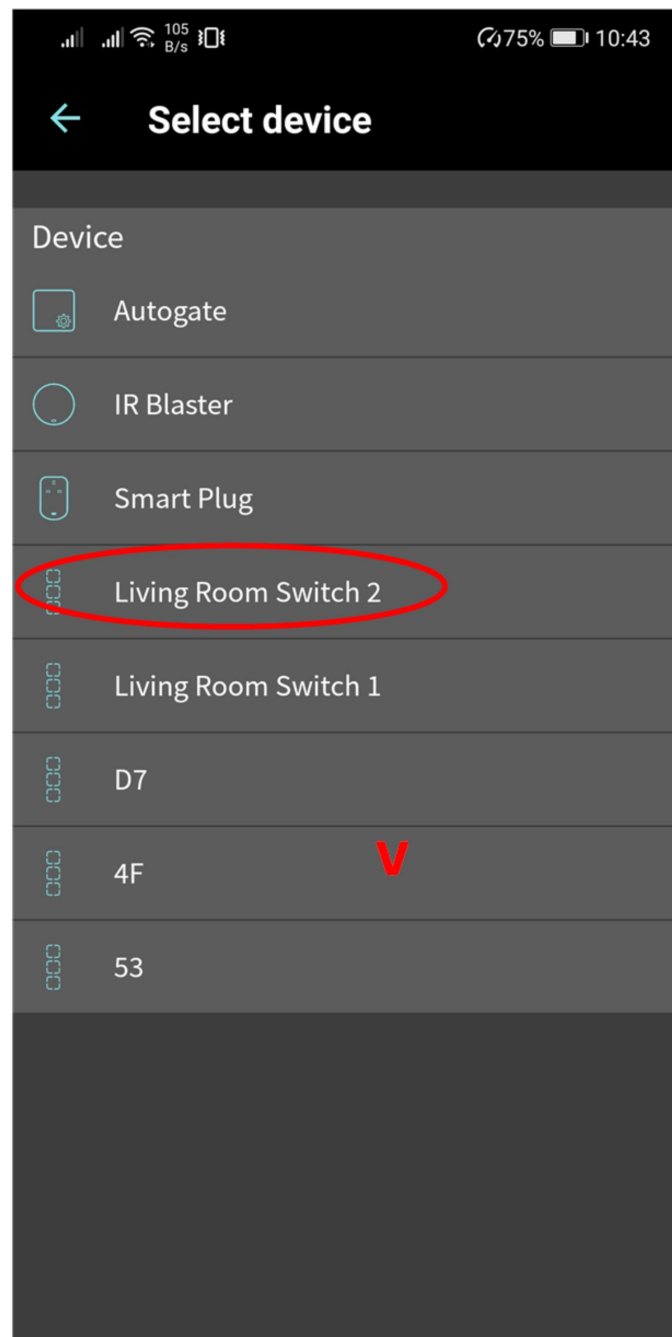 105
B/s
75% 10:43
Select device
Device
Autogate
IR Blaster
Smart Plug
Living Room Switch 2
Living Room Switch 1
D7
4F
V
53